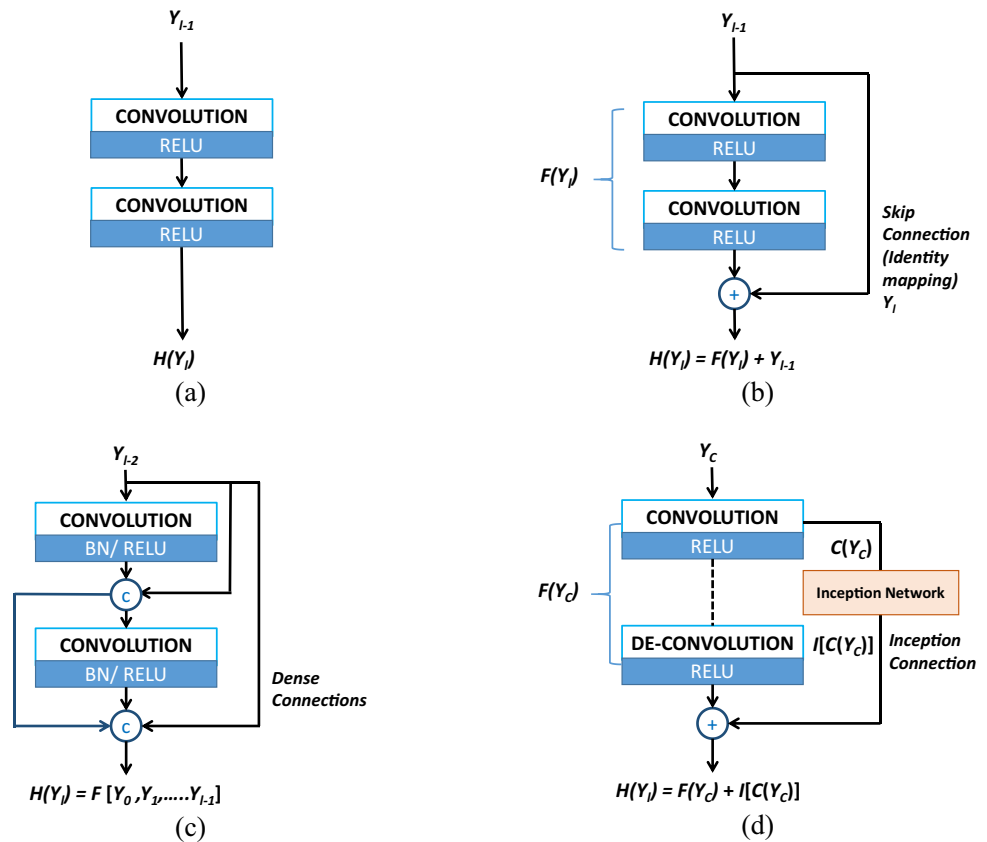 Y_{l-1}
CONVOLUTION
RELU
CONVOLUTION
RELU
H(Y_l)
(a)
Y_{l-1}
CONVOLUTION
RELU
F(Y_l)
CONVOLUTION
RELU
Skip
Connection
(Identity
mapping)
Y_l
+
H(Y_l) = F(Y_l) + Y_{l-1}
(b)
Y_{l-2}
CONVOLUTION
BN/ RELU
c
CONVOLUTION
BN/ RELU
Dense
Connections
c
H(Y_l) = F [Y_0 ,Y_1,.....Y_{l-1}]
(c)
Y_C
CONVOLUTION
RELU
C(Y_C)
F(Y_C)
Inception Network
DE-CONVOLUTION
RELU
I[C(Y_C)]
Inception
Connection
+
H(Y_l) = F(Y_C) + I[C(Y_C)]
(d)